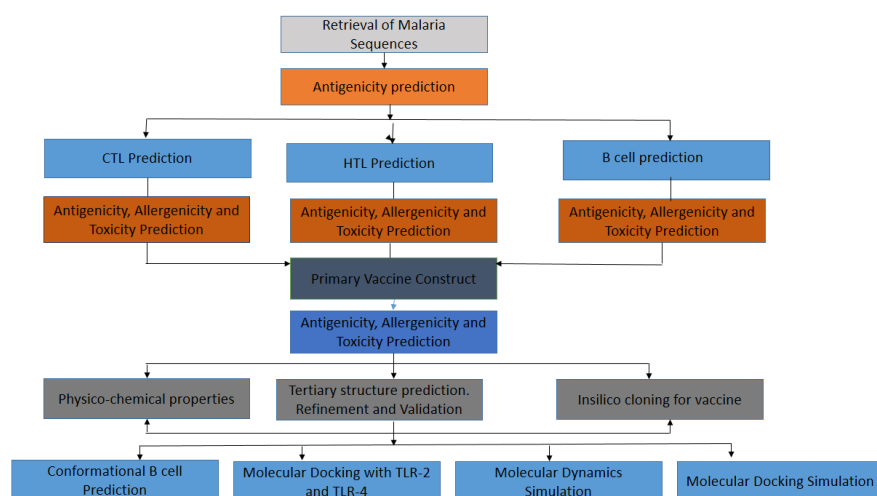 Retrieval of Malaria
Sequences
Antigenicity prediction
CTL Prediction
HTL Prediction
B cell prediction
Antigenicity, Allergenicity and
Toxicity Prediction
Antigenicity, Allergenicity and
Toxicity Prediction
Antigenicity, Allergenicity and
Toxicity Prediction
Primary Vaccine Construct
Antigenicity, Allergenicity and
Toxicity Prediction
Physico-chemical properties
Tertiary structure prediction.
Refinement and Validation
Insilico cloning for vaccine
Conformational B cell
Prediction
Molecular Docking with TLR-2
and TLR-4
Molecular Dynamics
Simulation
Molecular Docking Simulation